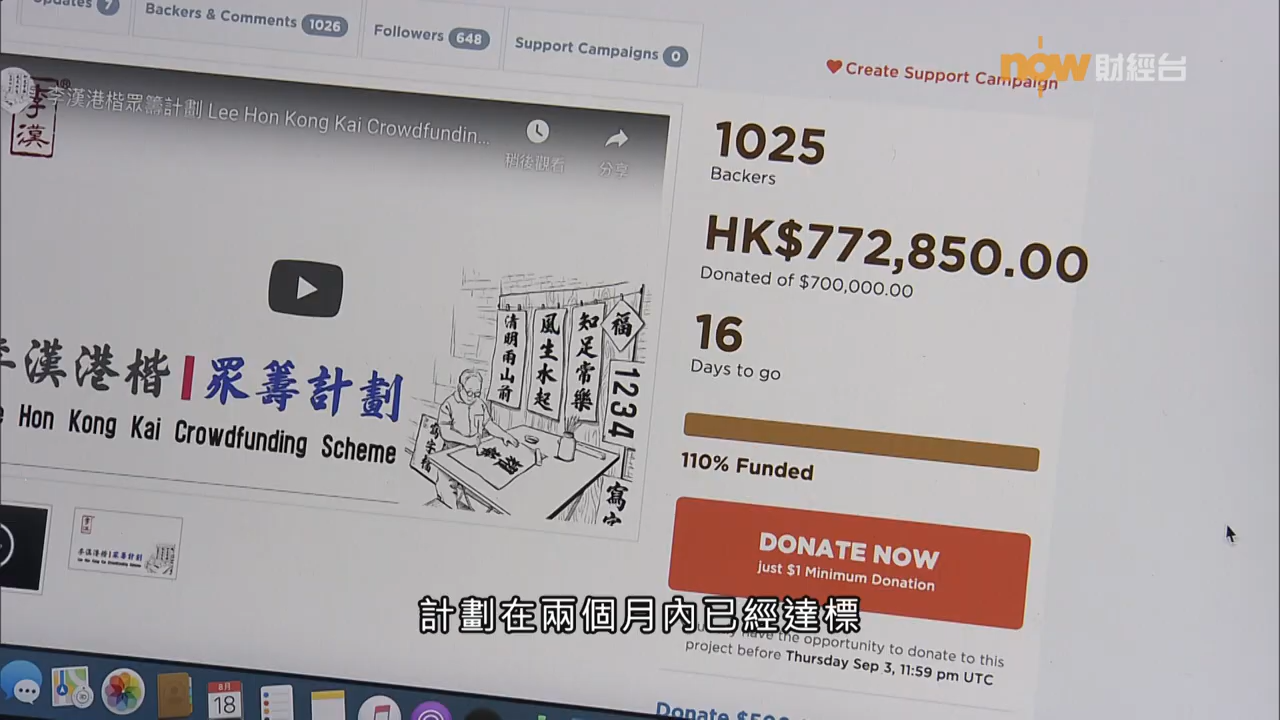 Updates 7
Backers & Comments 1026
Followers 648
Support Campaigns 0
now 財經台
Create Support Campaign
李漢港楷眾籌計劃 Lee Hon Kong Kai Crowdfundin...
李漢
稍後觀看
分享
1025
Backers
HK$772,850.00
Donated of $700,000.00
16
Days to go
110% Funded
DONATE NOW
just $1 Minimum Donation
have the opportunity to donate to this
project before Thursday Sep 3, 11:59 pm UTC
李漢港楷 | 眾籌計劃
Hon Kong Kai Crowdfunding Scheme
清明雨山前
風生水起
知足常樂
福
1234
寫字
計劃在兩個月內已經達標
8月
18